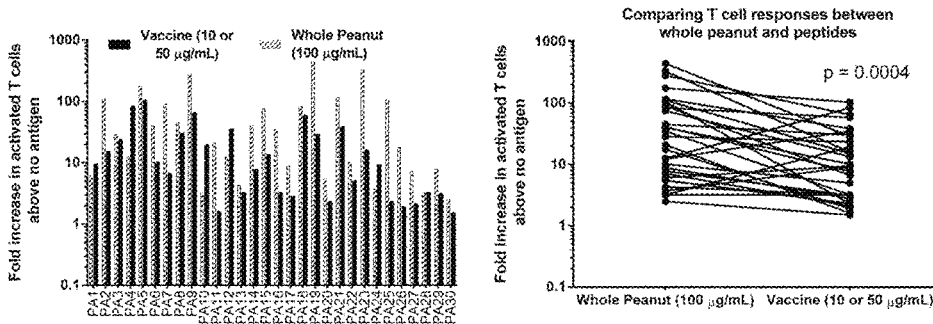 Vaccine (10 or
50 µg/mL)
Whole Peanut
(100 µg/mL)
Fold increase in activated T cells
above no antigen
1000
100
10
1
0.1
PA1
PA2
PA3
PA4
PA5
PA6
PA7
PA8
PA9
PA10
PA11
PA12
PA13
PA14
PA15
PA16
PA17
PA18
PA19
PA20
PA21
PA22
PA23
PA24
PA25
PA26
PA27
PA28
PA29
PA30
Comparing T cell responses between
whole peanut and peptides
p = 0.0004
Fold increase in activated T cells
above no antigen
1000
100
10
1
0.1
Whole Peanut (100 µg/mL)
Vaccine (10 or 50 µg/mL)